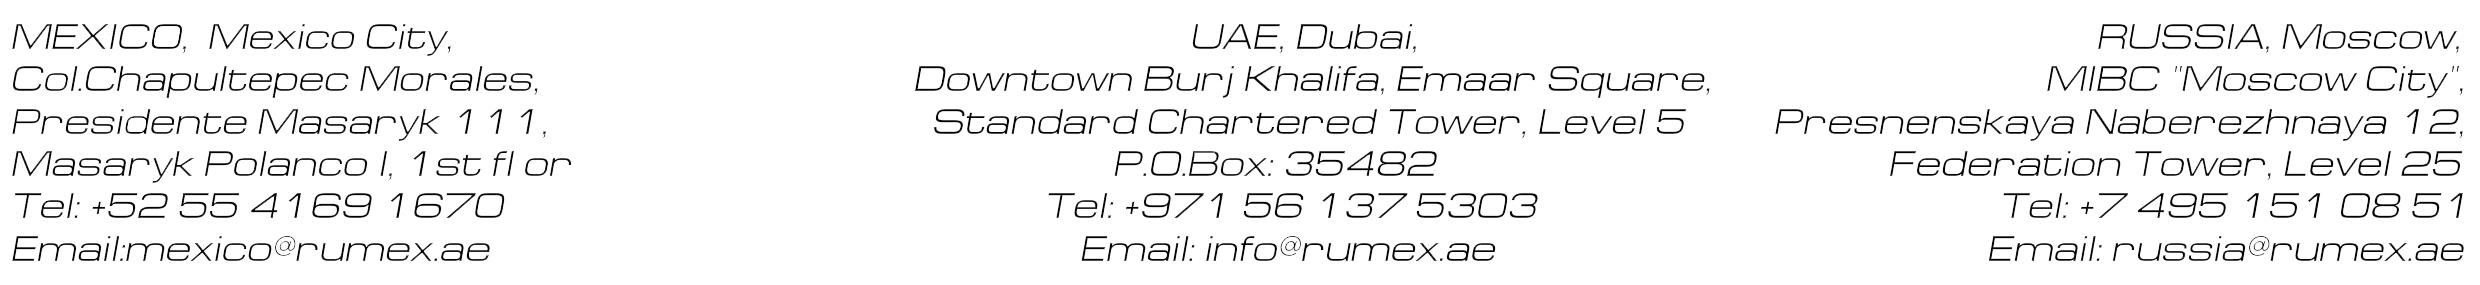 MEXICO, Mexico City,
Col.Chapultepec Morales,
Presidente Masaryk 111,
Masaryk Polanco I, 1st fl or
Tel: +52 55 4169 1670
Email:mexico@rumex.ae
UAE, Dubai,
Downtown Burj Khalifa, Emaar Square,
Standard Chartered Tower, Level 5
P.O.Box: 35482
Tel: +971 56 137 5303
Email: info@rumex.ae
RUSSIA, Moscow,
MIBC "Moscow City",
Presnenskaya Naberezhnaya 12,
Federation Tower, Level 25
Tel: +7 495 151 08 51
Email: russia@rumex.ae